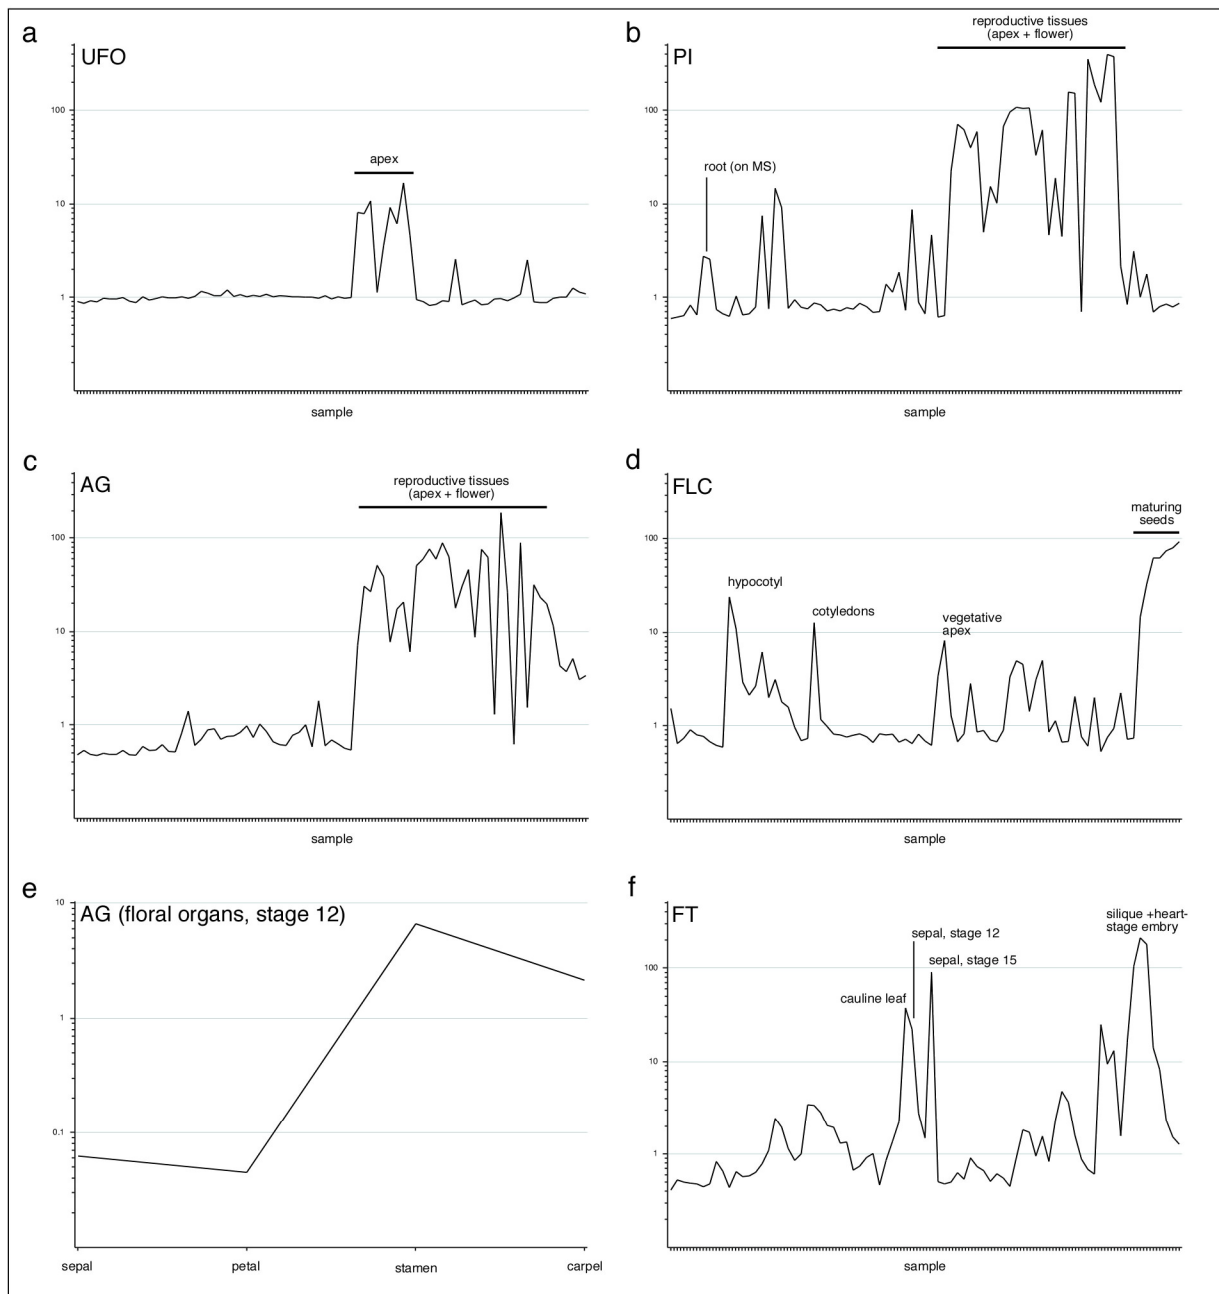 a
UFO
100
10
1
apex
sample
b
PI
reproductive tissues
(apex + flower)
100
10
1
root (on MS)
sample
c
AG
reproductive tissues
(apex + flower)
100
10
1
sample
d
FLC
maturing
seeds
100
10
1
hypocotyl
cotyledons
vegetative
apex
sample
e
AG (floral organs, stage 12)
10
1
0.1
sepal
petal
stamen
carpel
f
FT
silique +heart-
stage embry
sepal, stage 12
sepal, stage 15
cauline leaf
100
10
1
sample